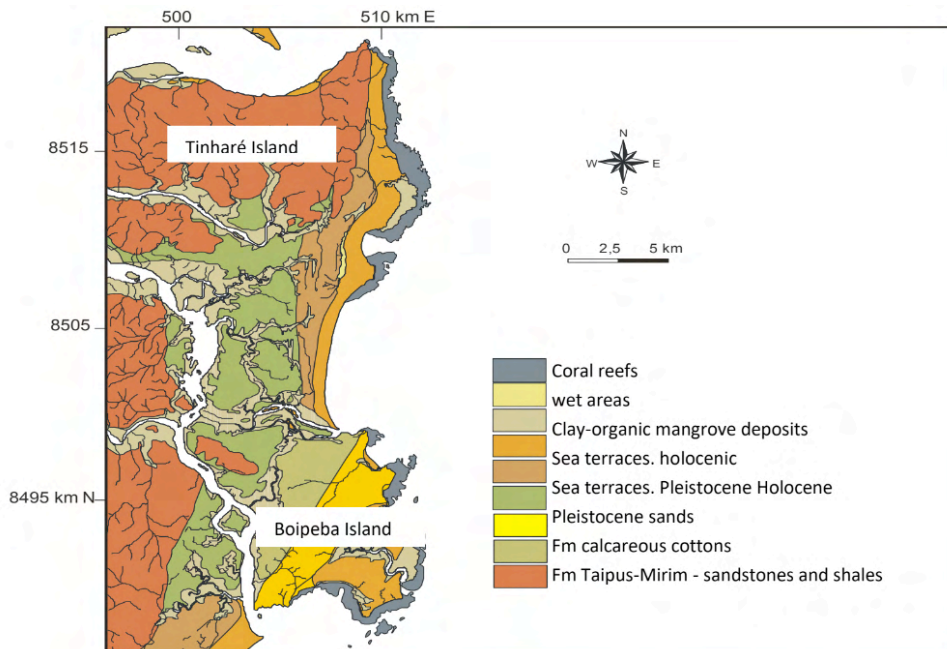 500
510 km E
Tinharé Island
8515
N
W
E
S
0 2,5 5 km
8505
Coral reefs
wet areas
Clay-organic mangrove deposits
Sea terraces. holocenic
Sea terraces. Pleistocene Holocene
8495 km N
Pleistocene sands
Boipeba Island
Fm calcareous cottons
Fm Taipus-Mirim - sandstones and shales